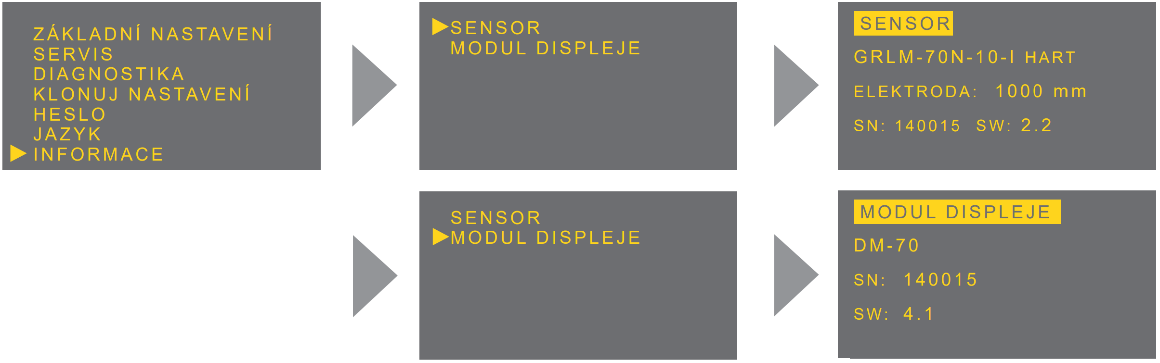 ZÁKLADNÍ NASTAVENÍ
SERVIS
DIAGNOSTIKA
KLONUJ NASTAVENÍ
HESLO
JAZYK
INFORMACE
SENSOR
MODUL DISPLEJE
SENSOR
GRLM-70N-10-I HART
ELEKTRODA: 1000 mm
SN: 140015 SW: 2.2
SENSOR
MODUL DISPLEJE
MODUL DISPLEJE
DM-70
SN: 140015
SW: 4.1